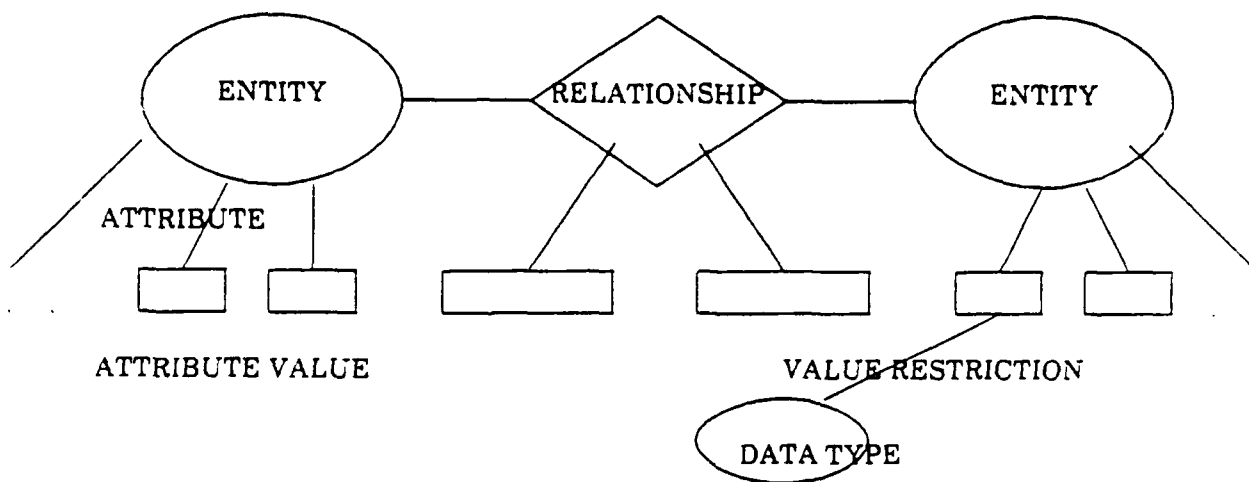 ENTITY RELATIONSHIP ENTITY
ATTRIBUTE
ATTRIBUTE VALUE VALUE RESTRICTION
DATA TYPE